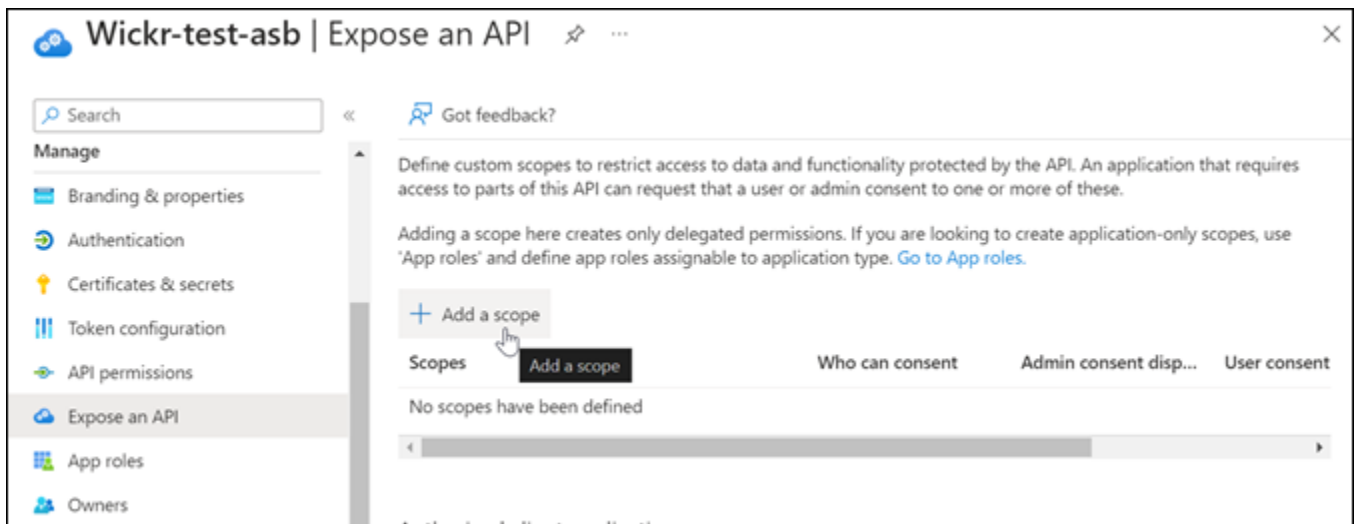 Wickr-test-asb | Expose an API
Search
Got feedback?
Manage
Branding & properties
Authentication
Certificates & secrets
Token configuration
API permissions
Expose an API
App roles
Owners
Define custom scopes to restrict access to data and functionality protected by the API. An application that requires
access to parts of this API can request that a user or admin consent to one or more of these.
Adding a scope here creates only delegated permissions. If you are looking to create application-only scopes, use
'App roles' and define app roles assignable to application type. Go to App roles.
Add a scope
Add a scope
Scopes Who can consent Admin consent disp... User consent
No scopes have been defined